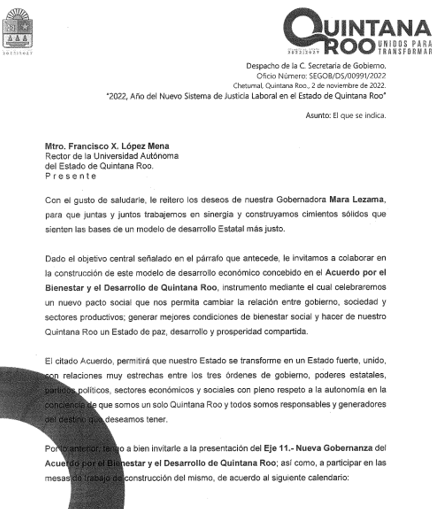 QUINTANA
ROO UNIDOS PARA
TRANSFORMAR
Despacho de la C. Secretaria de Gobierno.
Oficio Número: SEGOB/DS/00991/2022
Chetumal, Quintana Roo., 2 de noviembre de 2022.
"2022, Año del Nuevo Sistema de Justicia Laboral en el Estado de Quintana Roo"
Asunto: El que se indica.
Mtro. Francisco X. López Mena
Rector de la Universidad Autónoma
del Estado de Quintana Roo.
P r e s e n t e
Con el gusto de saludarle, le reitero los deseos de nuestra Gobernadora Mara Lezama,
para que juntas y juntos trabajemos en sinergia y construyamos cimientos sólidos que
sienten las bases de un modelo de desarrollo Estatal más justo.
Dado el objetivo central señalado en el párrafo que antecede, le invitamos a colaborar en
la construcción de este modelo de desarrollo económico concebido en el Acuerdo por el
Bienestar y el Desarrollo de Quintana Roo, instrumento mediante el cual celebraremos
un nuevo pacto social que nos permita cambiar la relación entre gobierno, sociedad y
sectores productivos; generar mejores condiciones de bienestar social y hacer de nuestro
Quintana Roo un Estado de paz, desarrollo y prosperidad compartida.
El citado Acuerdo, permitirá que nuestro Estado se transforme en un Estado fuerte, unido,
con relaciones muy estrechas entre los tres órdenes de gobierno, poderes estatales,
partidos políticos, sectores económicos y sociales con pleno respeto a la autonomía en la
conciencia de que somos un solo Quintana Roo y todos somos responsables y generadores
del destino que deseamos tener.
Por lo anterior, tengo a bien invitarle a la presentación del Eje 11.- Nueva Gobernanza del
Acuerdo por el Bienestar y el Desarrollo de Quintana Roo; así como, a participar en las
mesas de trabajo de construcción del mismo, de acuerdo al siguiente calendario: